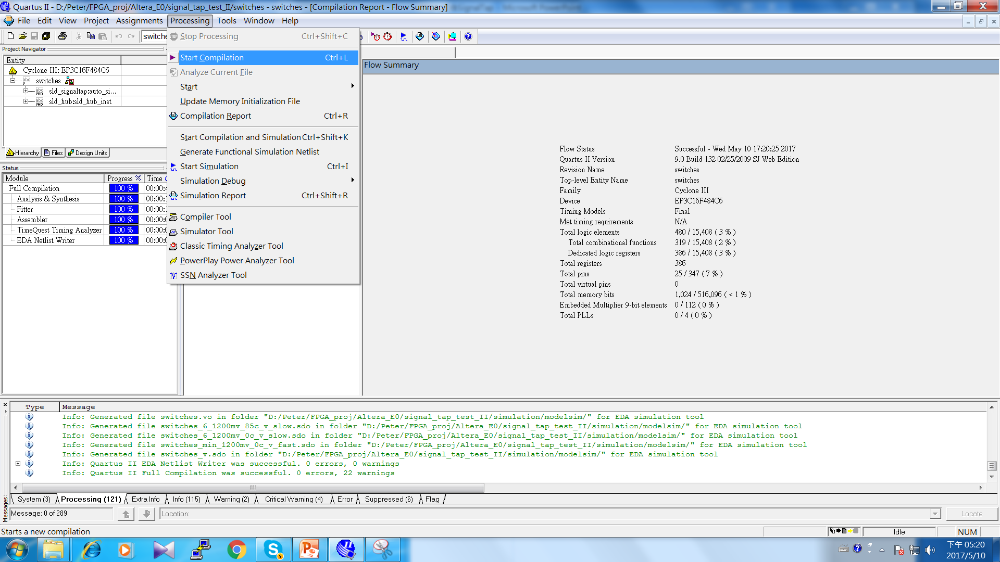 Quartus II - D:/Peter/FPGA_proj/Altera_E0/signal_tap_test_II/switches - switches - [Compilation Report - Flow Summary]
File Edit View Project Assignments Processing Tools Window Help
Stop Processing Ctrl+Shift+C
Start Compilation Ctrl+L
Analyze Current File
Start
Update Memory Initialization File
Compilation Report Ctrl+R
Start Compilation and Simulation Ctrl+Shift+K
Generate Functional Simulation Netlist
Start Simulation Ctrl+I
Simulation Debug
Simulation Report Ctrl+Shift+R
Compiler Tool
Simulator Tool
Classic Timing Analyzer Tool
PowerPlay Power Analyzer Tool
SSN Analyzer Tool
Project Navigator
Entity
Cyclone III: EP3C16F484C6
switches
sld_signaltap:auto_si...
sld_hub:sld_hub_inst
Hierarchy Files Design Units
Status
Module Progress % Time
Full Compilation 100 % 00:00:
Analysis & Synthesis 100 % 00:00:
Fitter 100 % 00:00:
Assembler 100 % 00:00:
TimeQuest Timing Analyzer 100 % 00:00:
EDA Netlist Writer 100 % 00:00:
Flow Summary
Flow Status Successful - Wed May 10 17:20:25 2017
Quartus II Version 9.0 Build 132 02/25/2009 SJ Web Edition
Revision Name switches
Top-level Entity Name switches
Family Cyclone III
Device EP3C16F484C6
Timing Models Final
Met timing requirements N/A
Total logic elements 480 / 15,408 ( 3 % )
Total combinational functions 319 / 15,408 ( 2 % )
Dedicated logic registers 386 / 15,408 ( 3 % )
Total registers 386
Total pins 25 / 347 ( 7 % )
Total virtual pins 0
Total memory bits 1,024 / 516,096 ( < 1 % )
Embedded Multiplier 9-bit elements 0 / 112 ( 0 % )
Total PLLs 0 / 4 ( 0 % )
Type Message
Info: Generated file switches.vo in folder "D:/Peter/FPGA_proj/Altera_E0/signal_tap_test_II/simulation/modelsim/" for EDA simulation tool
Info: Generated file switches_6_1200mv_85c_v_slow.sdo in folder "D:/Peter/FPGA_proj/Altera_E0/signal_tap_test_II/simulation/modelsim/" for EDA simulation tool
Info: Generated file switches_6_1200mv_0c_v_slow.sdo in folder "D:/Peter/FPGA_proj/Altera_E0/signal_tap_test_II/simulation/modelsim/" for EDA simulation tool
Info: Generated file switches_min_1200mv_0c_v_fast.sdo in folder "D:/Peter/FPGA_proj/Altera_E0/signal_tap_test_II/simulation/modelsim/" for EDA simulation tool
Info: Generated file switches_v.sdo in folder "D:/Peter/FPGA_proj/Altera_E0/signal_tap_test_II/simulation/modelsim/" for EDA simulation tool
Info: Quartus II EDA Netlist Writer was successful. 0 errors, 0 warnings
Info: Quartus II Full Compilation was successful. 0 errors, 22 warnings
System (3) Processing (121) Extra Info Info (115) Warning (2) Critical Warning (4) Error Suppressed (6) Flag
Messages
Message: 0 of 289 Location: Locate
Starts a new compilation Idle NUM
下午 05:20
2017/5/10